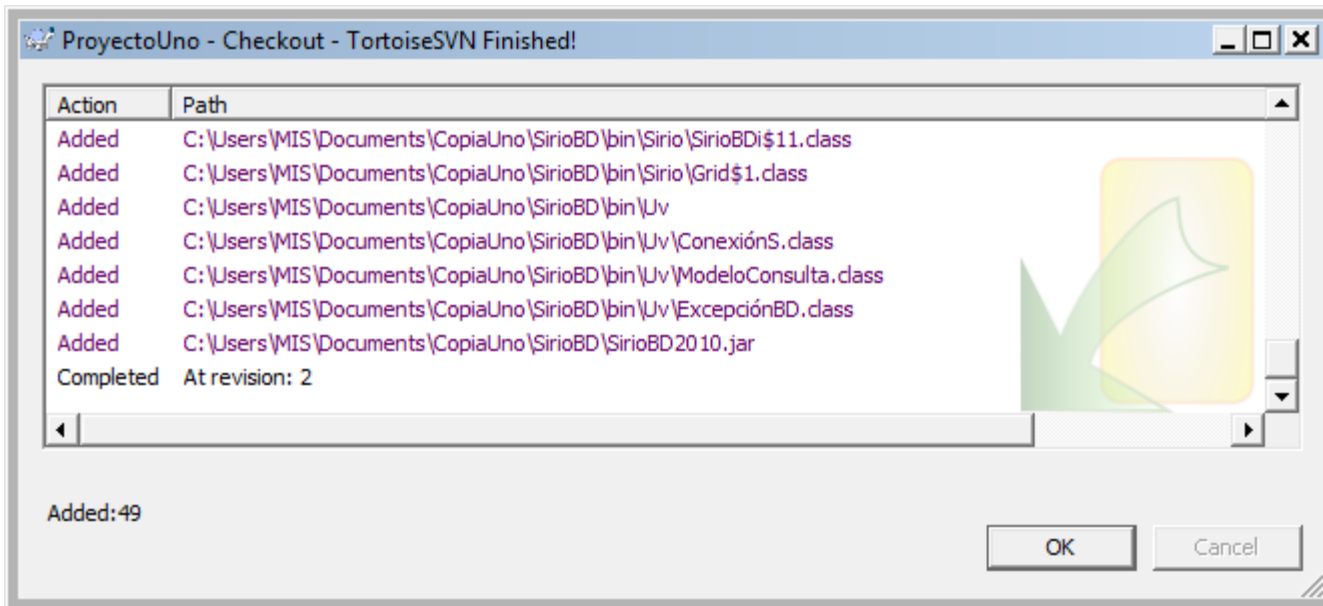 ProyectoUno - Checkout - TortoiseSVN Finished!
Action Path
Added C:\Users\MIS\Documents\CopiaUno\SirioBD\bin\Sirio\SirioBDi$11.class
Added C:\Users\MIS\Documents\CopiaUno\SirioBD\bin\Sirio\Grid$1.class
Added C:\Users\MIS\Documents\CopiaUno\SirioBD\bin\Uv
Added C:\Users\MIS\Documents\CopiaUno\SirioBD\bin\Uv\ConexiónS.class
Added C:\Users\MIS\Documents\CopiaUno\SirioBD\bin\Uv\ModeloConsulta.class
Added C:\Users\MIS\Documents\CopiaUno\SirioBD\bin\Uv\ExcepciónBD.class
Added C:\Users\MIS\Documents\CopiaUno\SirioBD\SirioBD2010.jar
Completed At revision: 2
Added:49
OK Cancel